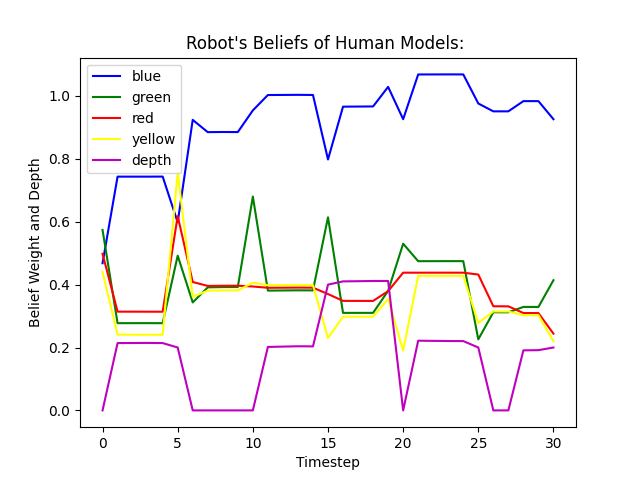 Robot's Beliefs of Human Models:
blue
green
red
yellow
depth
Belief Weight and Depth
1.0
0.8
0.6
0.4
0.2
0.0
0 5 10 15 20 25 30
Timestep